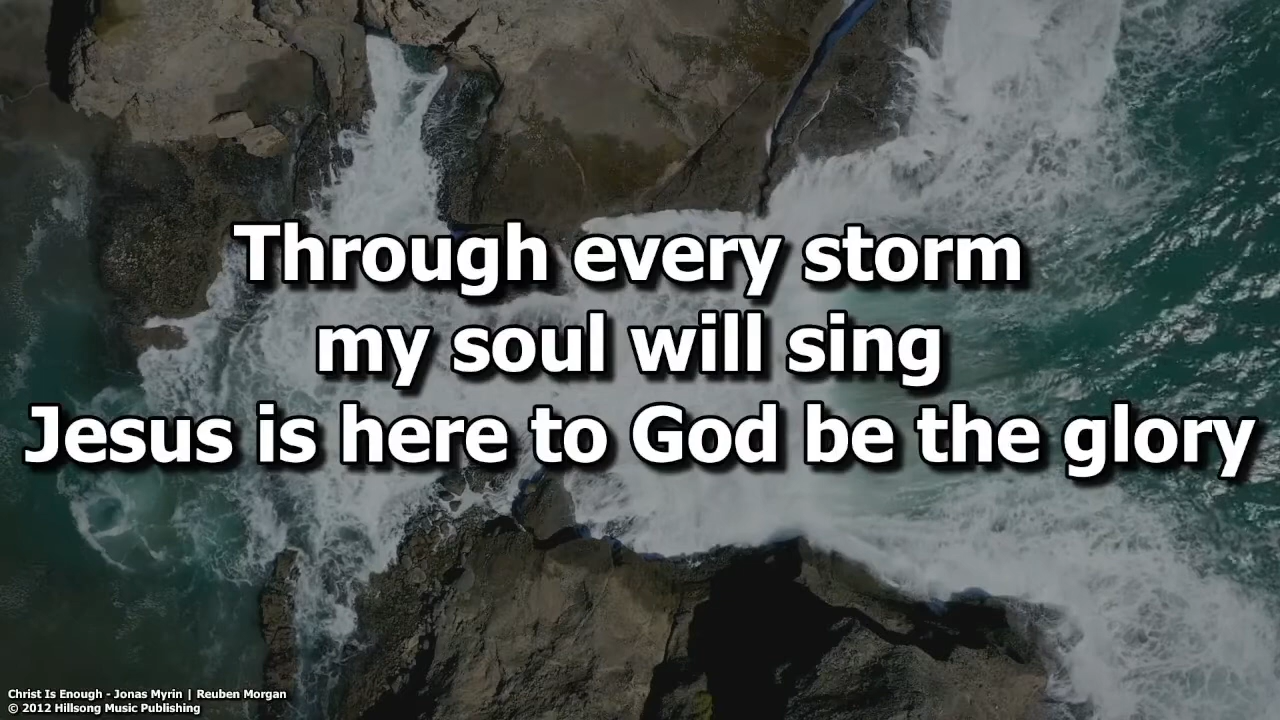 Through every storm
my soul will sing
Jesus is here to God be the glory
Christ Is Enough - Jonas Myrin | Reuben Morgan
© 2012 Hillsong Music Publishing